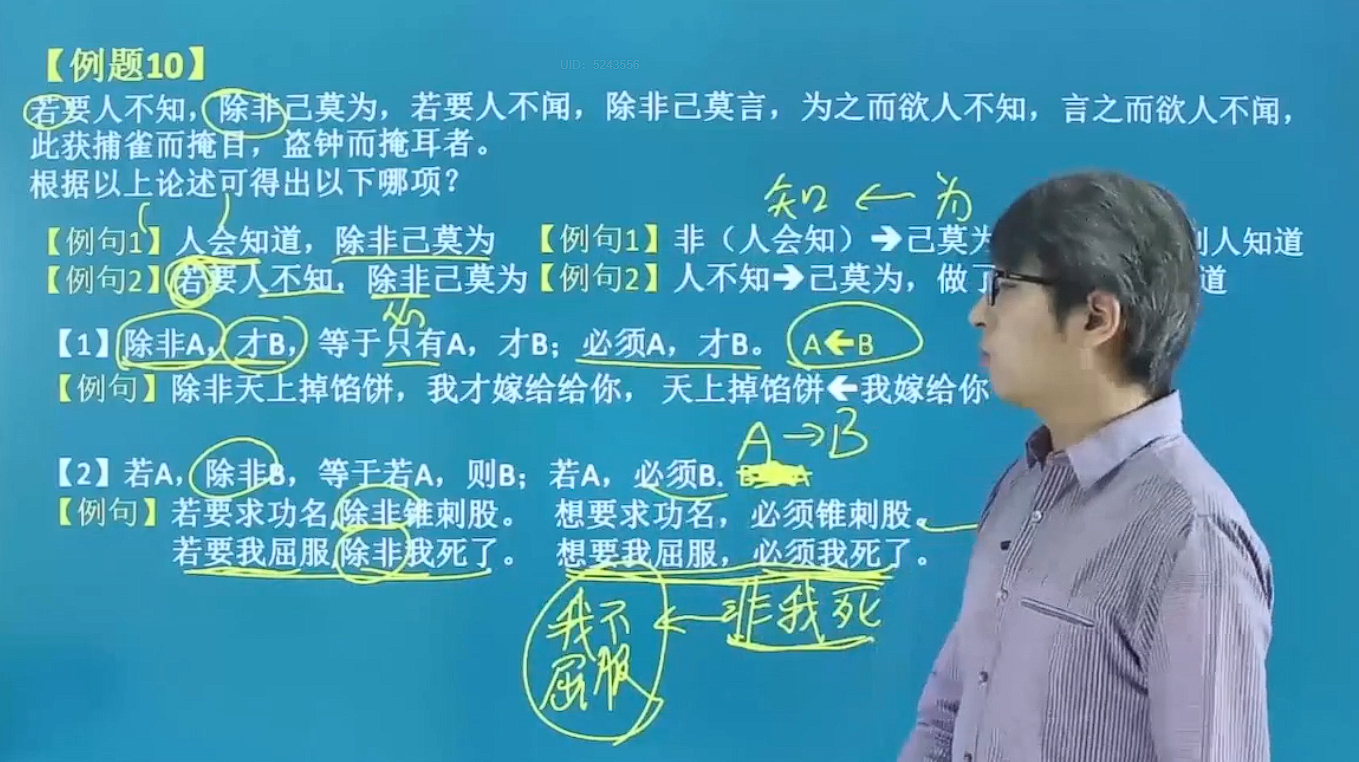 【例题10】
UID: 5243556
若要人不知，除非己莫为，若要人不闻，除非己莫言，为之而欲人不知，言之而欲人不闻，
此获捕雀而掩目，盗钟而掩耳者。
根据以上论述可得出以下哪项？
知 ← 为
【例句1】人会知道，除非己莫为 【例句1】非（人会知）➔己莫为 人知道
【例句2】若要人不知，除非己莫为 【例句2】人不知➔己莫为，做了 道
【1】除非A，才B，等于只有A，才B；必须A，才B。 A←B
【例句】除非天上掉馅饼，我才嫁给给你， 天上掉馅饼←我嫁给你
A→B
【2】若A，除非B，等于若A，则B；若A，必须B.
【例句】若要求功名,除非锥刺股。 想要求功名，必须锥刺股。
若要我屈服,除非我死了。 想要我屈服，必须我死了。
我不屈服 ← 非我死